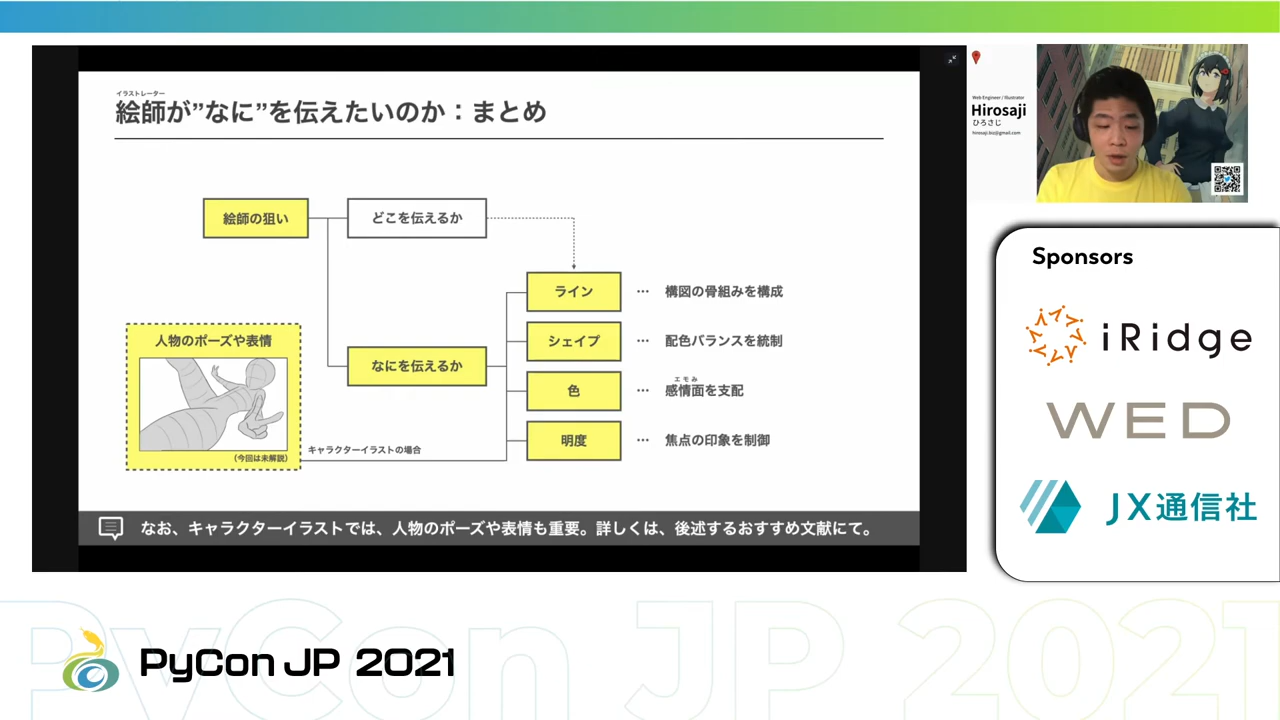 イラストレーター
絵師が”なに”を伝えたいのか：まとめ
絵師の狙い
どこを伝えるか
ライン
… 構図の骨組みを構成
シェイプ
… 配色バランスを統制
なにを伝えるか
エモみ
色
… 感情面を支配
明度
… 焦点の印象を制御
人物のポーズや表情
（今回は未解説）
キャラクターイラストの場合
なお、キャラクターイラストでは、人物のポーズや表情も重要。詳しくは、後述するおすすめ文献にて。
Web Engineer / Illustrator
Hirosaji
ひろさじ
hirosaji.biz@gmail.com
Sponsors
iRidge
WED
JX通信社
PyCon JP 2021
PyCon JP 2021